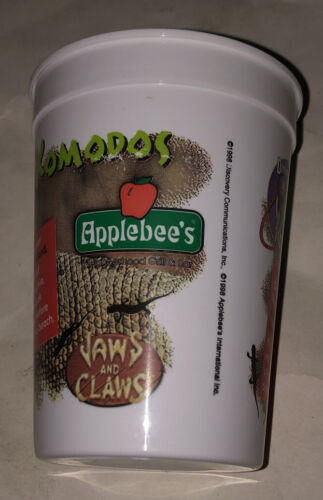 KOMODOS
Applebee's
Neighborhood Grill & Bar
JAWS
AND
CLAWS
©1998 Discovery Communications, Inc.,
©1998 Applebee's International Inc.